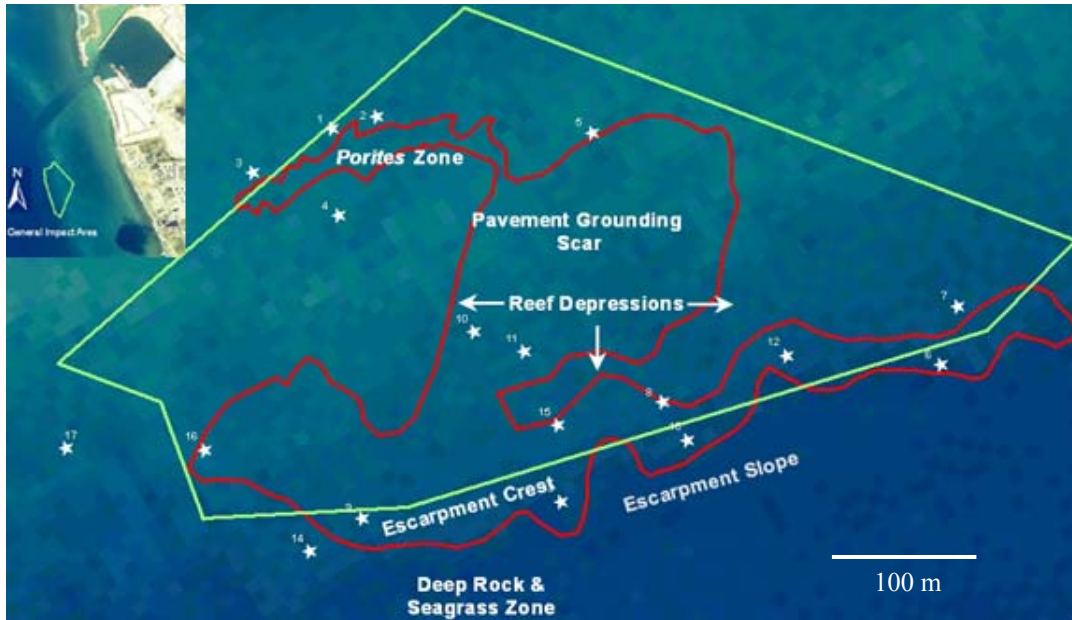 1
2
5
3
Porites Zone
4
Pavement Grounding
Scar
N
General Impact Area
Reef Depressions
7
10
11
12
6
8
15
16
17
Escarpment Slope
Escarpment Crest
14
100 m
Deep Rock &
Seagrass Zone